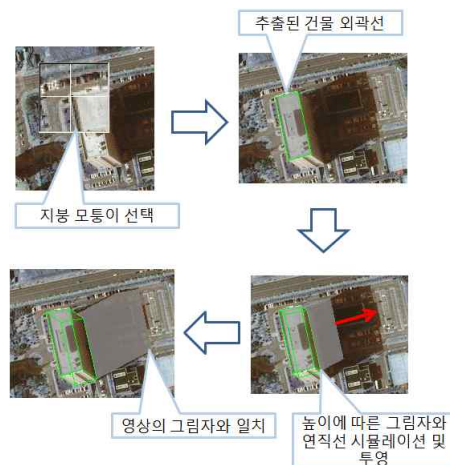 추출된 건물 외곽선
지붕 모퉁이 선택
영상의 그림자와 일치
높이에 따른 그림자와
연직선 시뮬레이션 및
투영